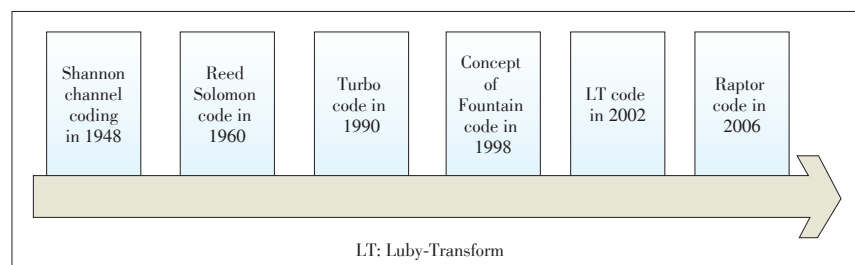 Shannon
channel
coding
in 1948
Reed
Solomon
code in
1960
Turbo
code in
1990
Concept
of
Fountain
code in
1998
LT code
in 2002
Raptor
code in
2006
LT: Luby-Transform